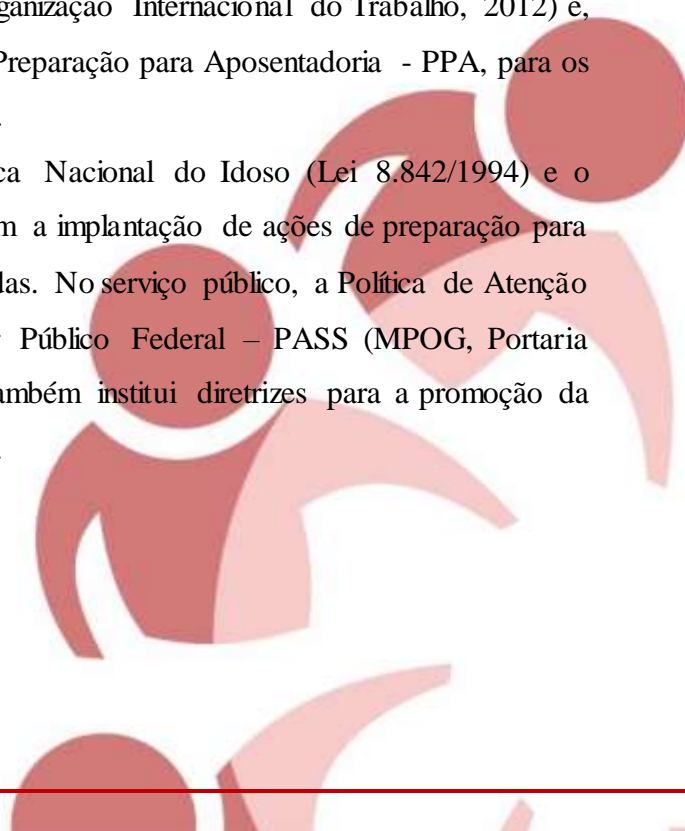 ganização Internacional do Trabalho, 2012) e,
Preparação para Aposentadoria - PPA, para os
ca Nacional do Idoso (Lei 8.842/1994) e o
m a implantação de ações de preparação para
das. No serviço público, a Política de Atenção
r Público Federal – PASS (MPOG, Portaria
também institui diretrizes para a promoção da